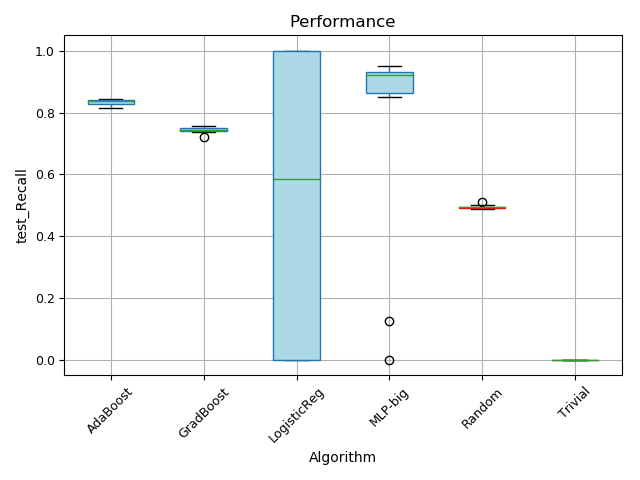 Performance
1.0
0.8
0.6
0.4
0.2
0.0
test_Recall
AdaBoost
GradBoost
LogisticReg
MLP-big
Random
Trivial
Algorithm